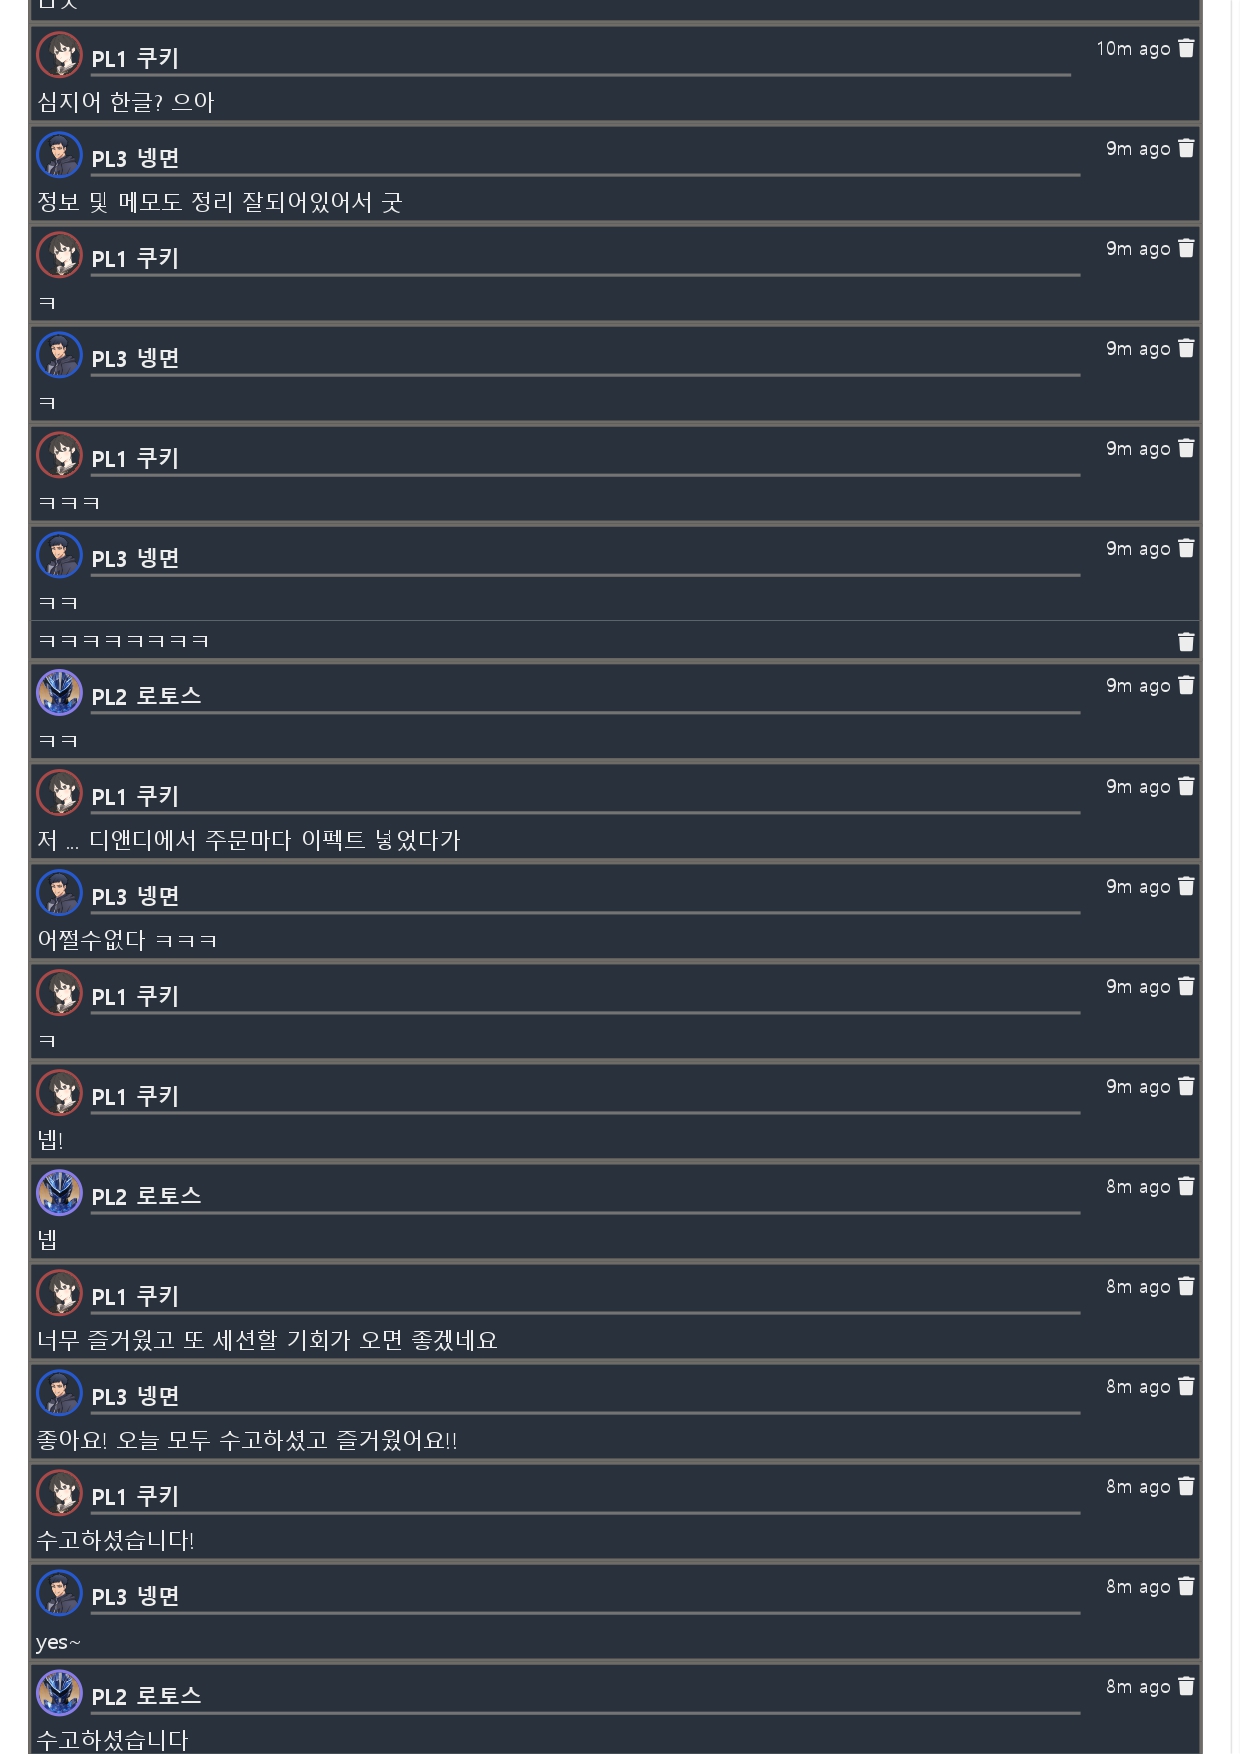 PL1 쿠키
10m ago
심지어 한글? 으아
PL3 넹면
9m ago
정보 및 메모도 정리 잘되어있어서 굿
PL1 쿠키
9m ago
ㅋ
PL3 넹면
9m ago
ㅋ
PL1 쿠키
9m ago
ㅋㅋㅋ
PL3 넹면
9m ago
ㅋㅋ
ㅋㅋㅋㅋㅋㅋㅋㅋ
PL2 로토스
9m ago
ㅋㅋ
PL1 쿠키
9m ago
저 ... 디앤디에서 주문마다 이펙트 넣었다가
PL3 넹면
9m ago
어쩔수없다 ㅋㅋㅋ
PL1 쿠키
9m ago
ㅋ
PL1 쿠키
9m ago
넵!
PL2 로토스
8m ago
넵
PL1 쿠키
8m ago
너무 즐거웠고 또 세션할 기회가 오면 좋겠네요
PL3 넹면
8m ago
좋아요! 오늘 모두 수고하셨고 즐거웠어요!!
PL1 쿠키
8m ago
수고하셨습니다!
PL3 넹면
8m ago
yes~
PL2 로토스
8m ago
수고하셨습니다